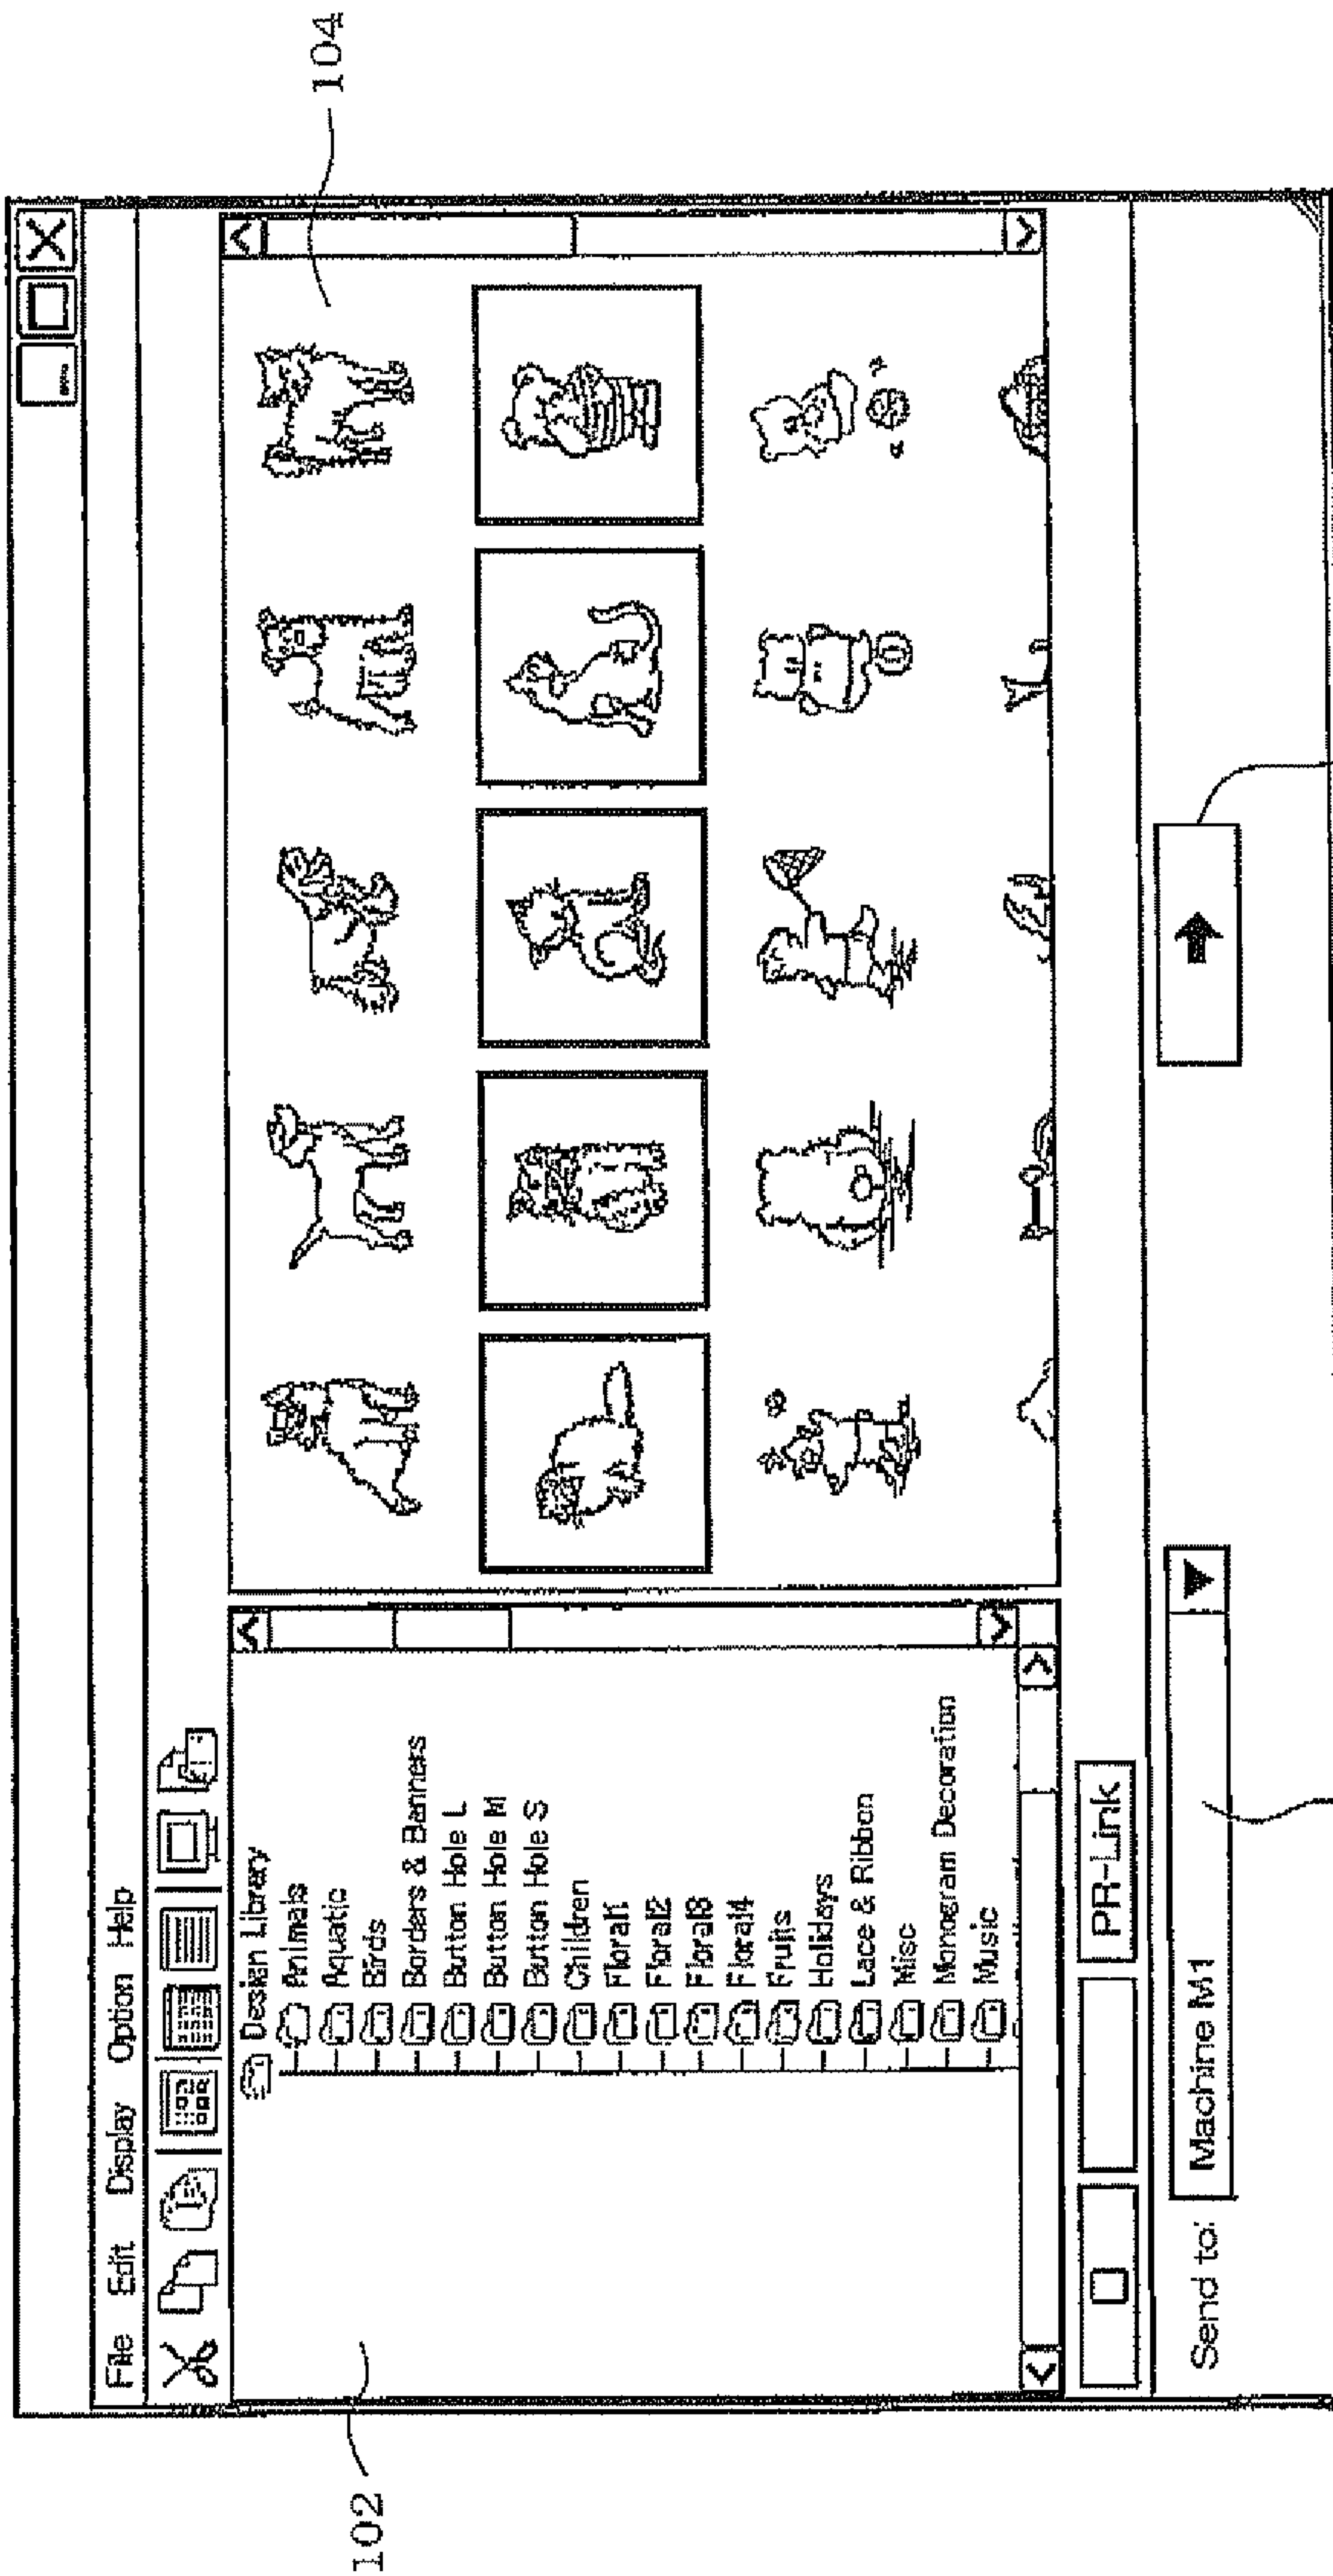 104
File Edit Display Option Help
102
Design Library
Animals
Aquatic
Birds
Borders & Banners
Button Hole L
Button Hole M
Button Hole S
Children
Floral1
Floral2
Floral3
Floral4
Fruits
Holidays
Lace & Ribbon
Misc
Monogram Decoration
Music
PR-Link
Send to: Machine M1